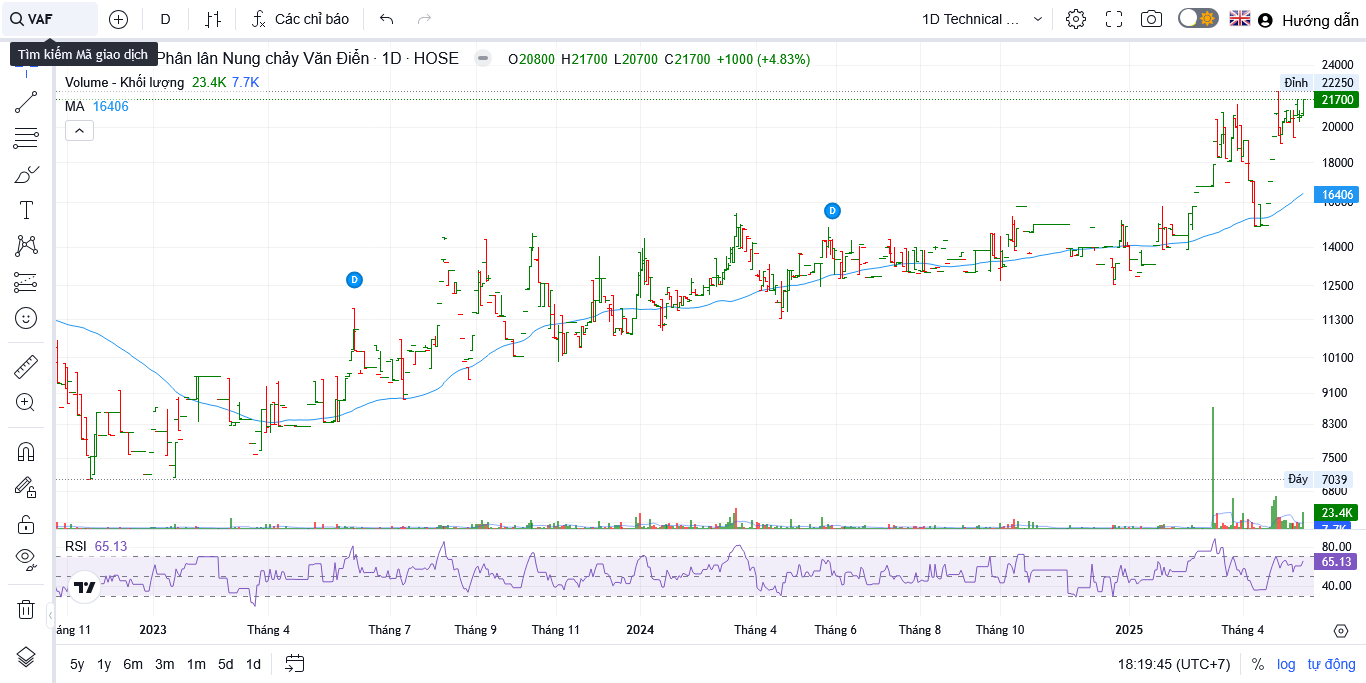 VAF D Các chỉ báo 1D Technical ... Hướng dẫn
Tìm kiếm Mã giao dịch
Phân lân Nung chảy Văn Điển · 1D · HOSE O20800 H21700 L20700 C21700 +1000 (+4.83%)
Volume - Khối lượng 23.4K 7.7K
MA 16406
24000
Đỉnh 22250
21700
20000
18000
16406
16000
14000
12500
11300
10100
9100
8300
7500
Đáy 7039
6800
23.4K
7.7K
D
D
RSI 65.13
80.00
65.13
40.00
áng 11 2023 Tháng 4 Tháng 7 Tháng 9 Tháng 11 2024 Tháng 4 Tháng 6 Tháng 8 Tháng 10 2025 Tháng 4
5y 1y 6m 3m 1m 5d 1d 18:19:45 (UTC+7) % log tự động